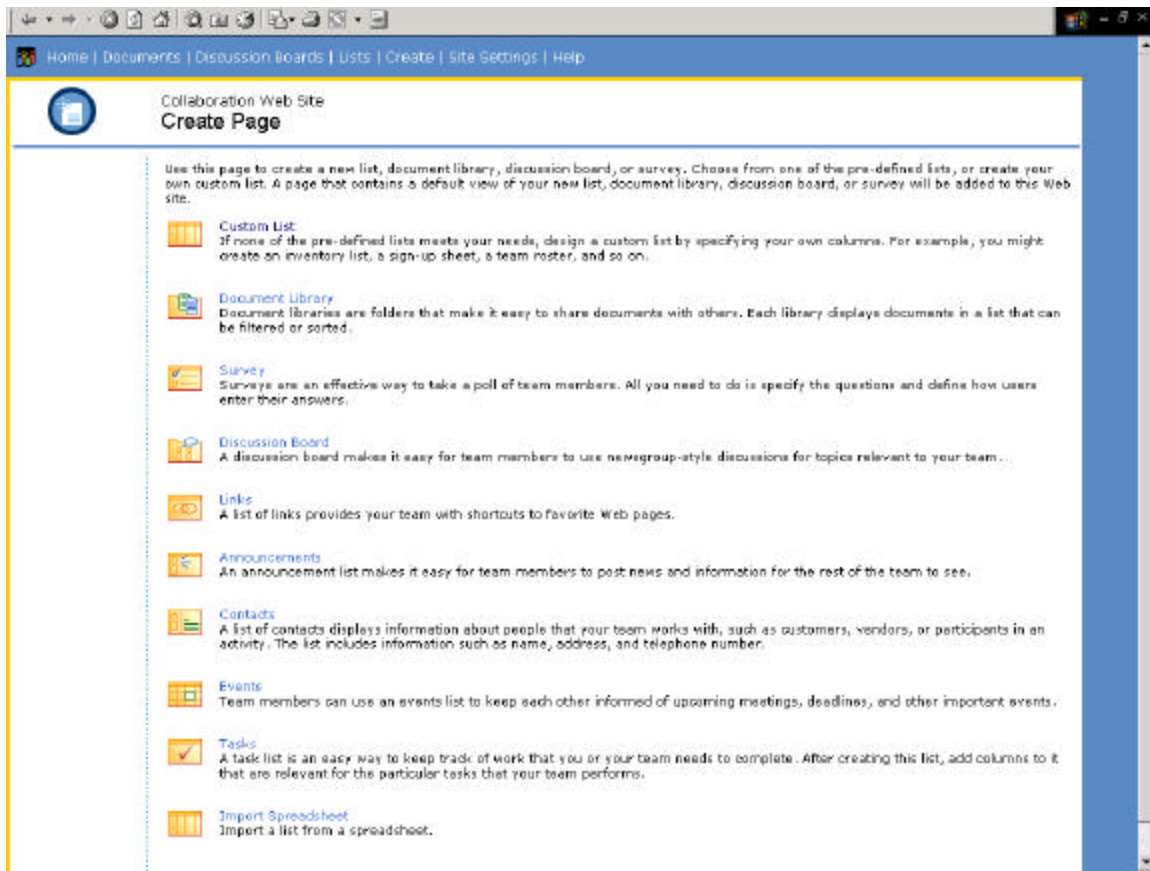 Home | Documents | Discussion Boards | Lists | Create | Site Settings | Help
Collaboration Web Site
Create Page
Use this page to create a new list, document library, discussion board, or survey. Choose from one of the pre-defined lists, or create your
own custom list. A page that contains a default view of your new list, document library, discussion board, or survey will be added to this Web
site.
Custom List
If none of the pre-defined lists meets your needs, design a custom list by specifying your own columns. For example, you might
create an inventory list, a sign-up sheet, a team roster, and so on.
Document Library
Document libraries are folders that make it easy to share documents with others. Each library displays documents in a list that can
be filtered or sorted.
Survey
Surveys are an effective way to take a poll of team members. All you need to do is specify the questions and define how users
enter their answers.
Discussion Board
A discussion board makes it easy for team members to use newsgroup-style discussions for topics relevant to your team.
Links
A list of links provides your team with shortcuts to favorite Web pages.
Announcements
An announcement list makes it easy for team members to post news and information for the rest of the team to see.
Contacts
A list of contacts displays information about people that your team works with, such as customers, vendors, or participants in an
activity. The list includes information such as name, address, and telephone number.
Events
Team members can use an events list to keep each other informed of upcoming meetings, deadlines, and other important events.
Tasks
A task list is an easy way to keep track of work that you or your team needs to complete. After creating this list, add columns to it
that are relevant for the particular tasks that your team performs.
Import Spreadsheet
Import a list from a spreadsheet.